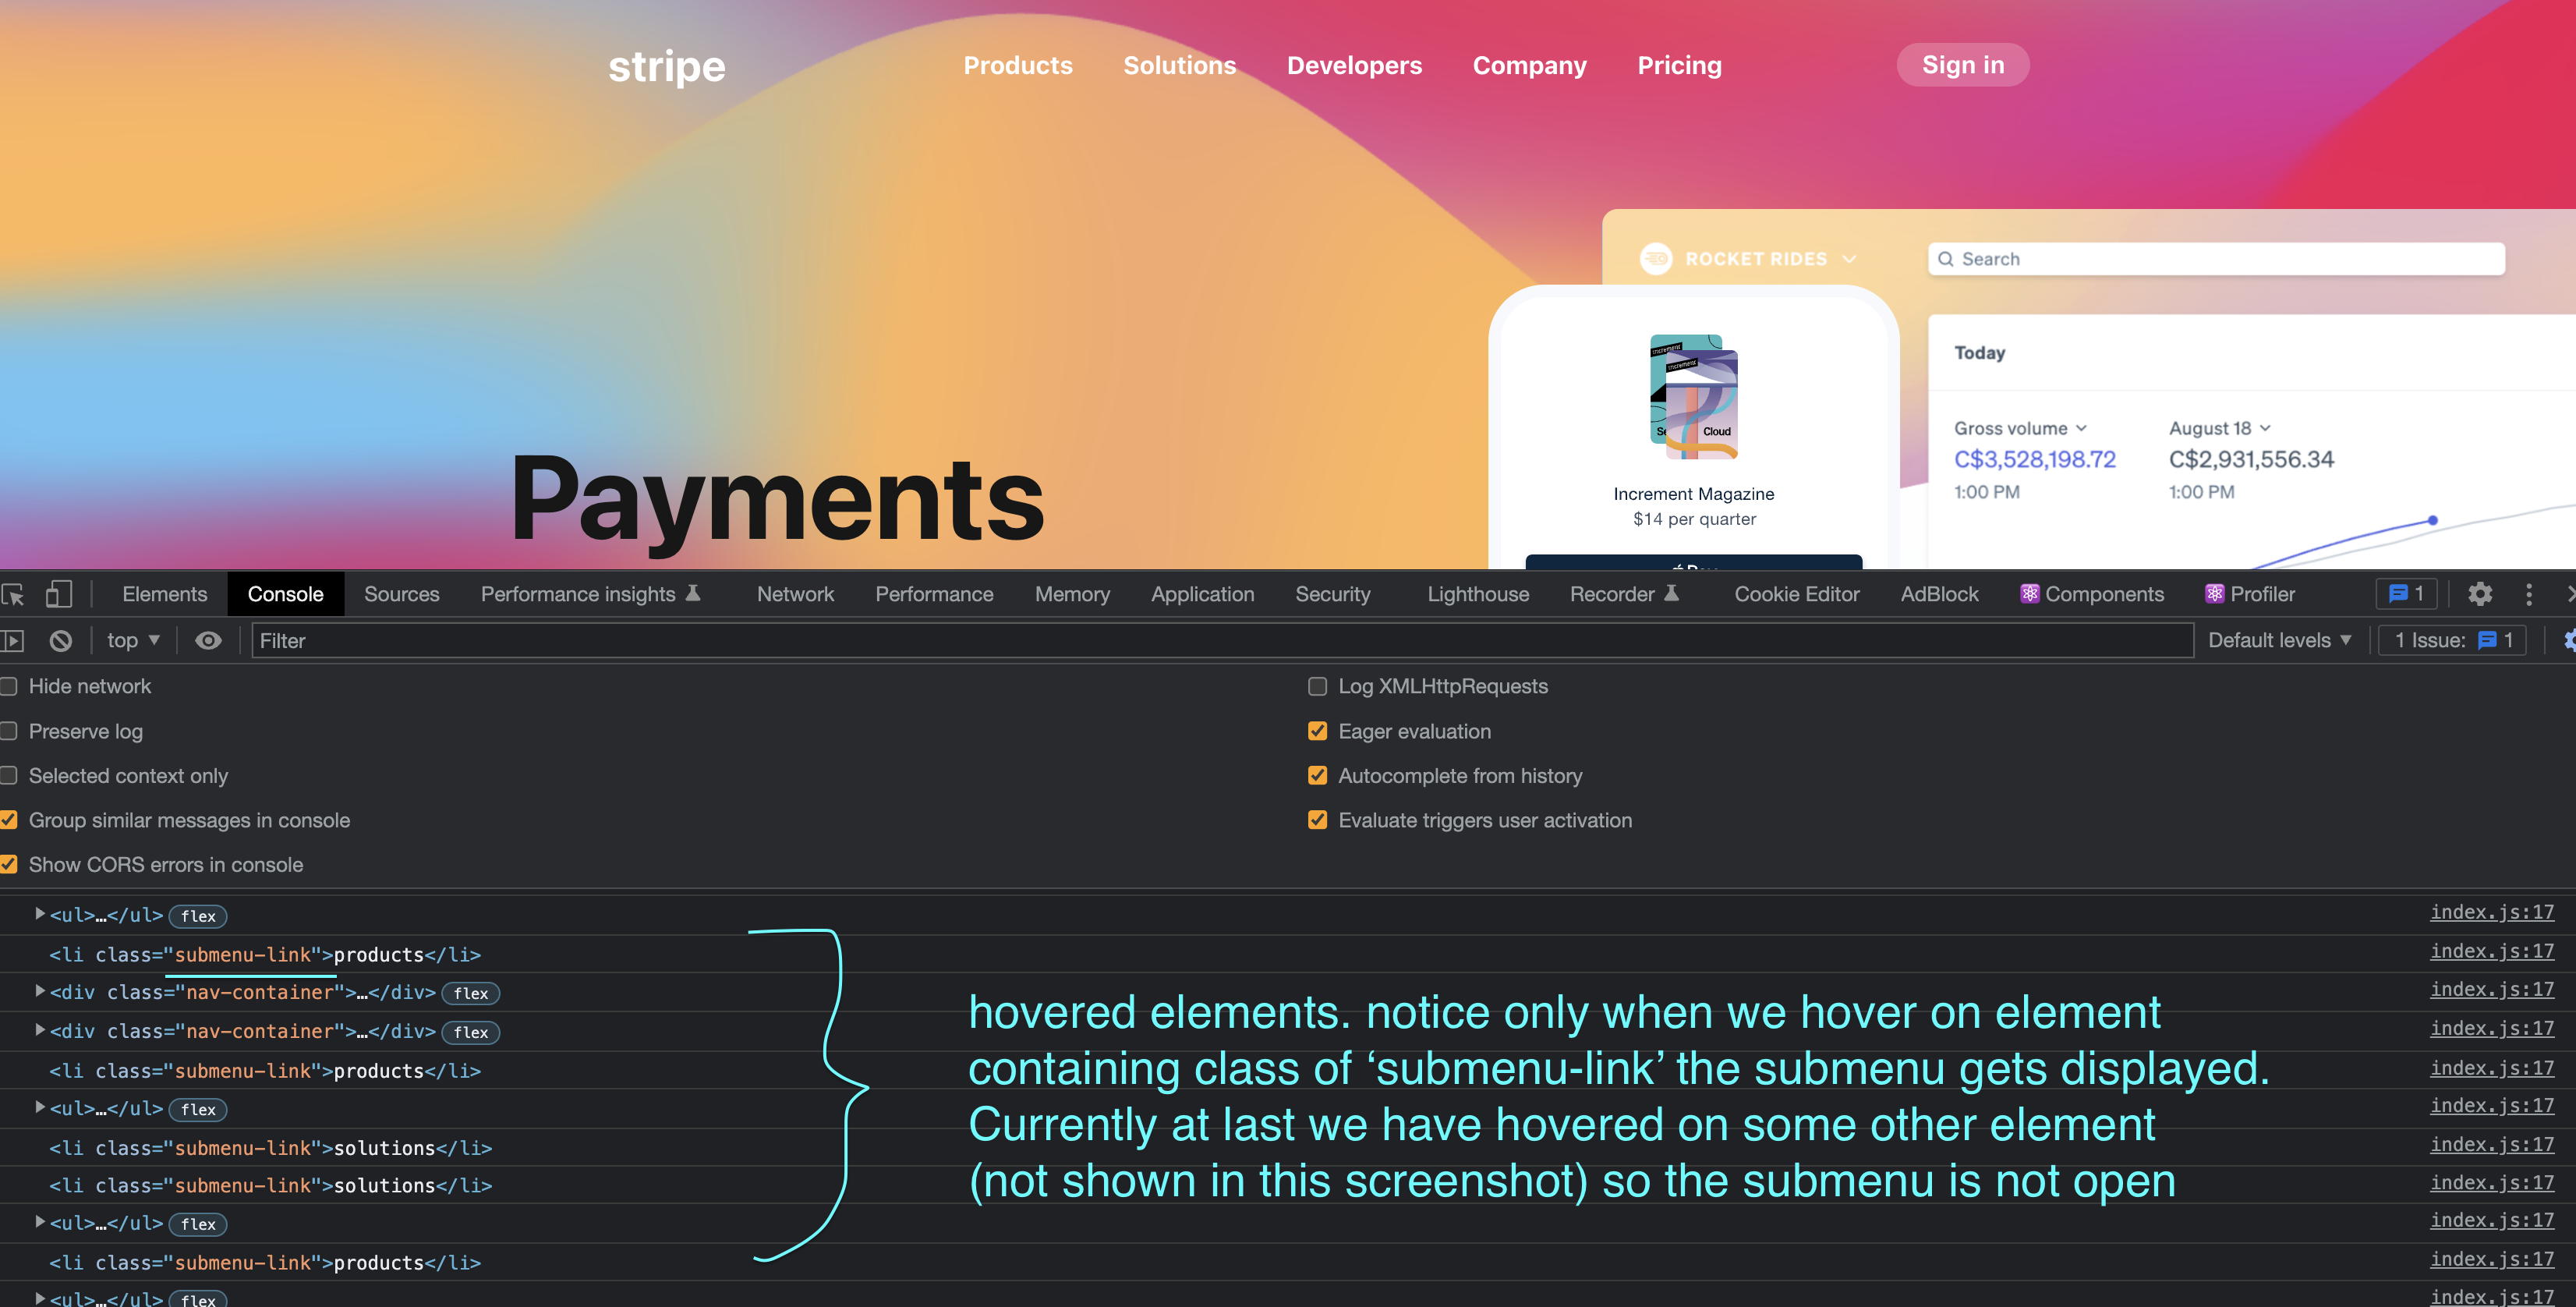 stripe Products Solutions Developers Company Pricing Sign in
ROCKET RIDES Search
Today
Gross volume August 18
C$3,528,198.72 C$2,931,556.34
1:00 PM 1:00 PM
increment
increment
Cloud
Increment Magazine
$14 per quarter
Payments
Elements Console Sources Performance insights Network Performance Memory Application Security Lighthouse Recorder Cookie Editor AdBlock Components Profiler 1
top Filter Default levels 1 Issue: 1
Hide network Log XMLHttpRequests
Preserve log Eager evaluation
Selected context only Autocomplete from history
Group similar messages in console Evaluate triggers user activation
Show CORS errors in console
<ul>…</ul> flex index.js:17
<li class="submenu-link">products</li> index.js:17
<div class="nav-container">…</div> flex index.js:17
<div class="nav-container">…</div> flex index.js:17
<li class="submenu-link">products</li> index.js:17
<ul>…</ul> flex index.js:17
<li class="submenu-link">solutions</li> index.js:17
<li class="submenu-link">solutions</li> index.js:17
<ul>…</ul> flex index.js:17
<li class="submenu-link">products</li> index.js:17
<ul>…</ul> flex index.js:17
hovered elements. notice only when we hover on element
containing class of ‘submenu-link’ the submenu gets displayed.
Currently at last we have hovered on some other element
(not shown in this screenshot) so the submenu is not open